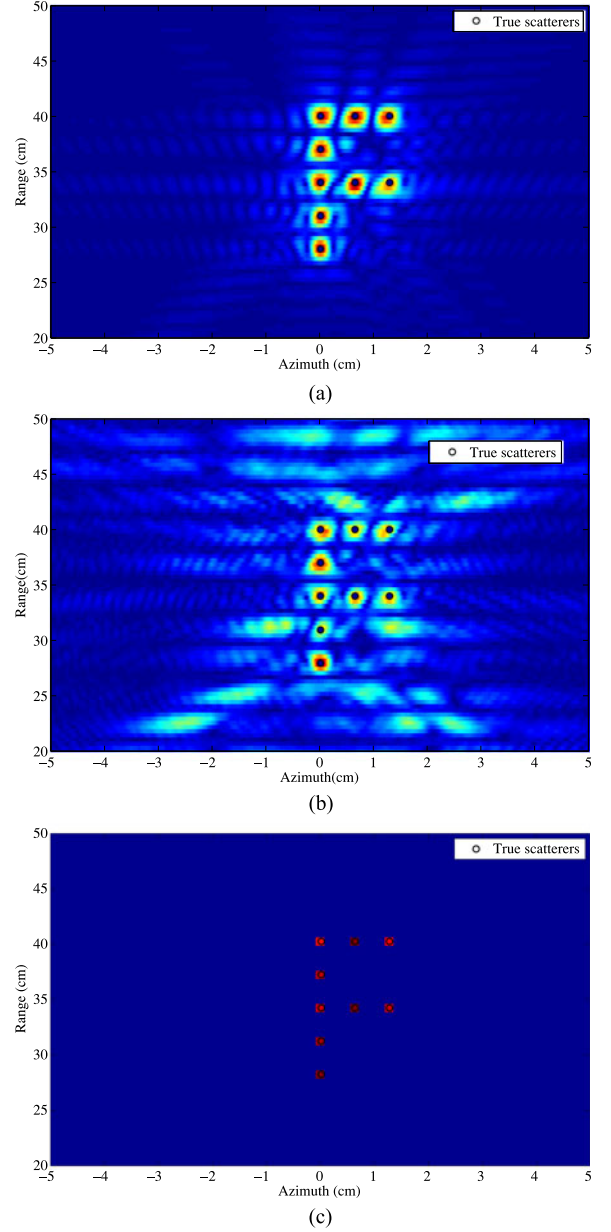 50
True scatterers
45
40
35
Range (cm)
30
25
20
−5 −4 −3 −2 −1 0 1 2 3 4 5
Azimuth (cm)
(a)
50
True scatterers
45
40
35
Range(cm)
30
25
20
−5 −4 −3 −2 −1 0 1 2 3 4 5
Azimuth(cm)
(b)
50
True scatterers
45
40
35
Range (cm)
30
25
20
−5 −4 −3 −2 −1 0 1 2 3 4 5
Azimuth (cm)
(c)